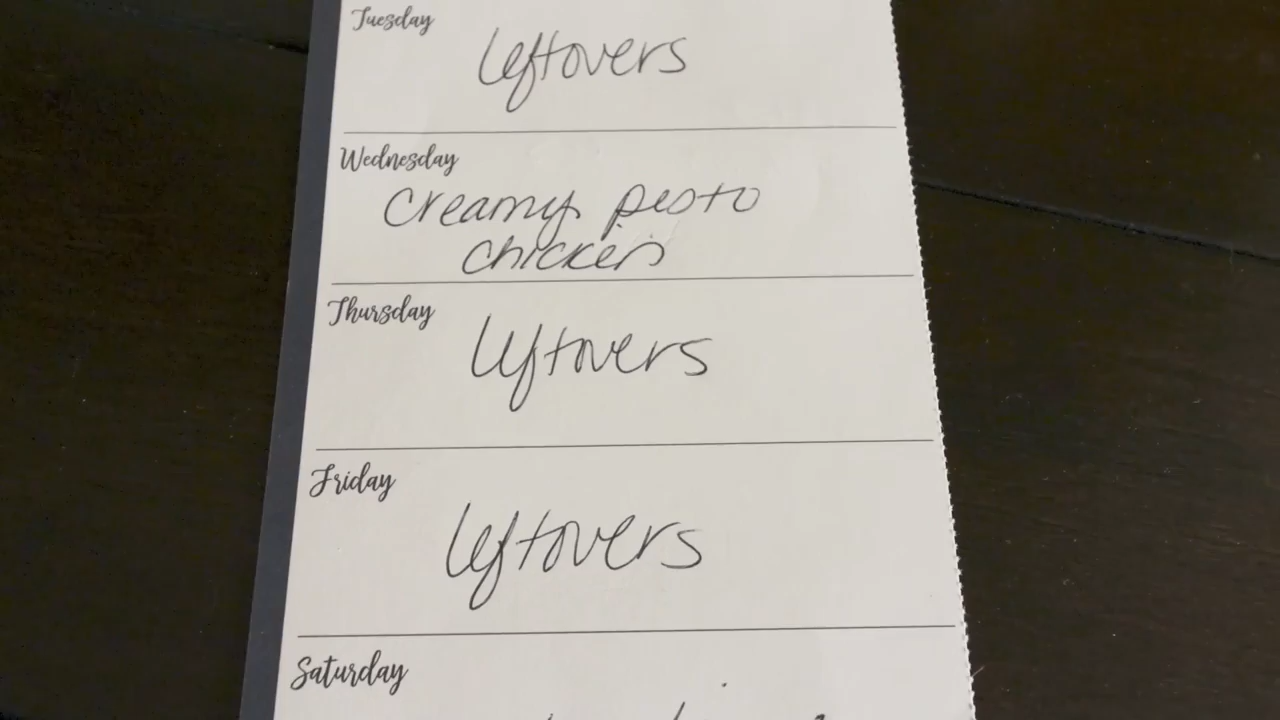 Tuesday
Leftovers
Wednesday
Creamy pesto
chicken
Thursday
Leftovers
Friday
Leftovers
Saturday